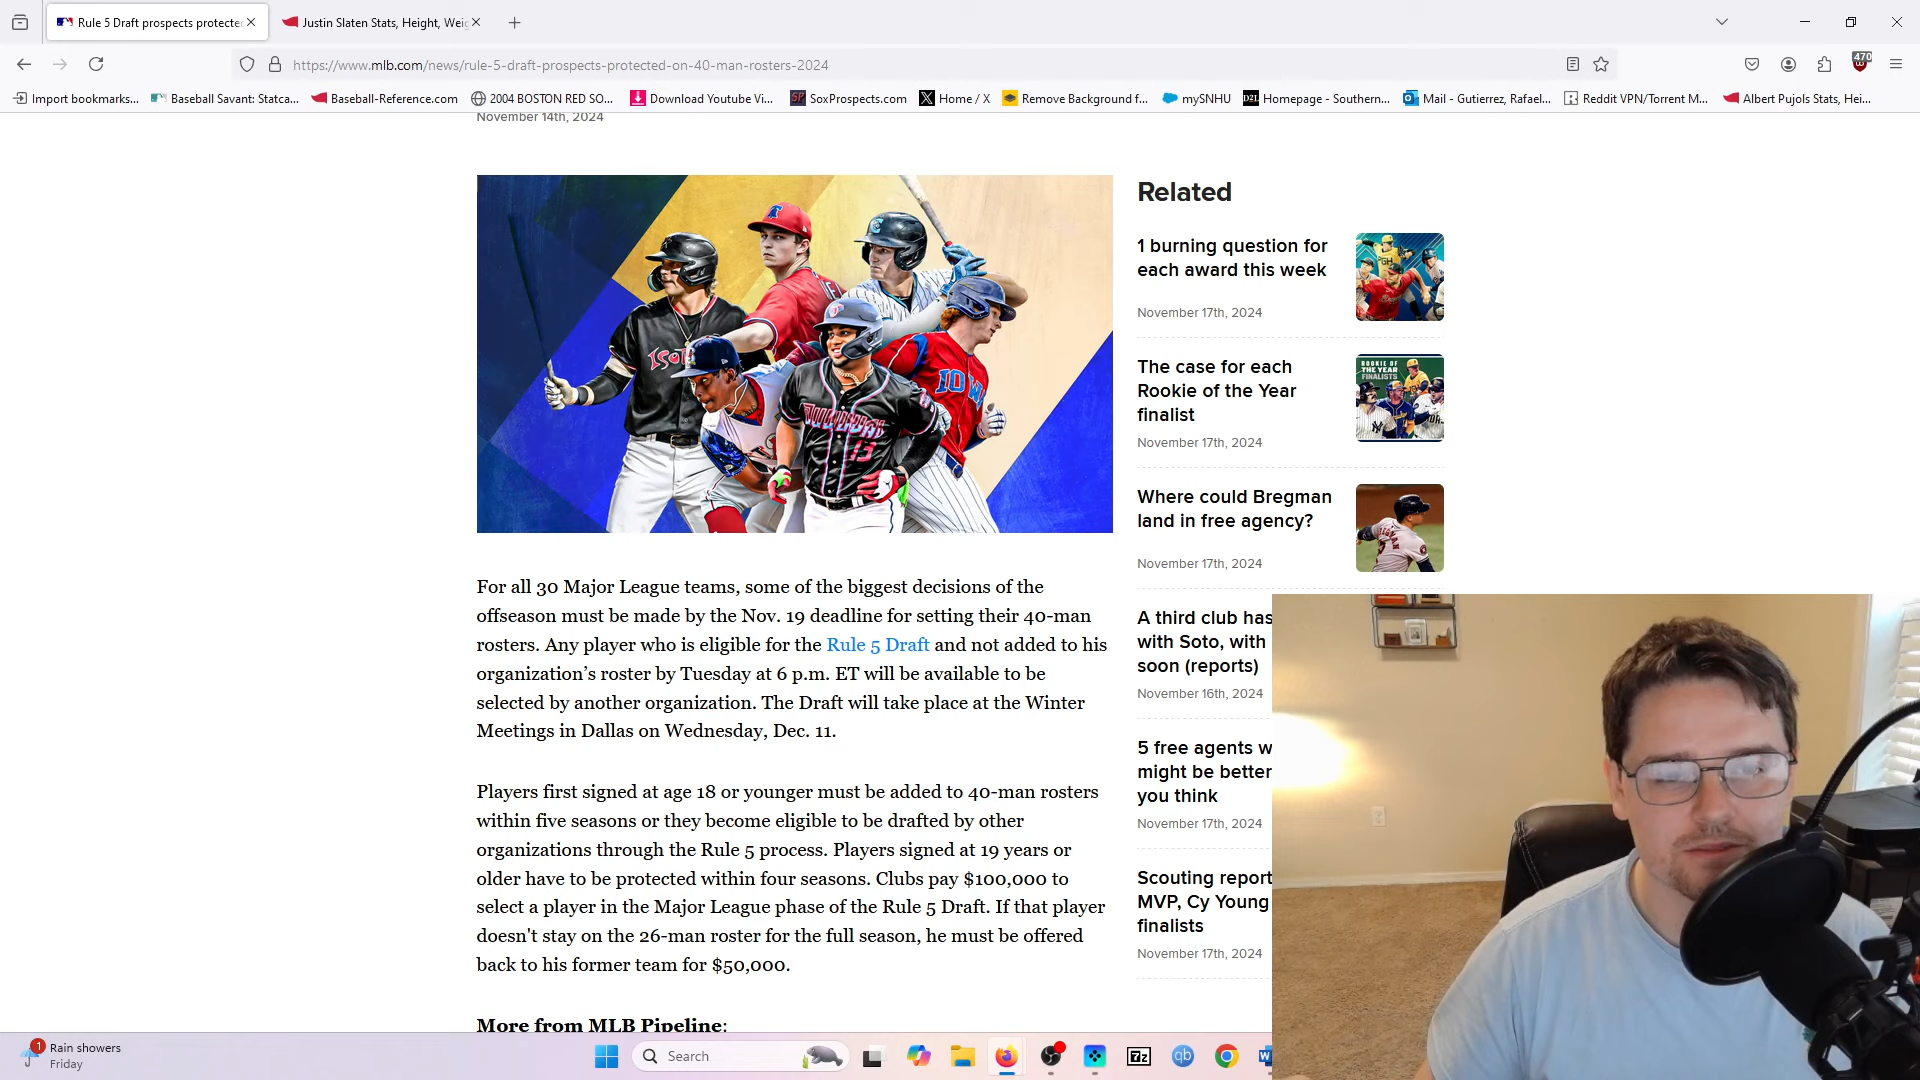 Rule 5 Draft prospects protecte
Justin Slaten Stats, Height, Weig
https://www.mlb.com/news/rule-5-draft-prospects-protected-on-40-man-rosters-2024
470
Import bookmarks...
Baseball Savant: Statca...
Baseball-Reference.com
2004 BOSTON RED SO...
Download Youtube Vi...
SoxProspects.com
Home / X
Remove Background f...
mySNHU
D2L
Homepage - Southern...
Mail - Gutierrez, Rafael...
Reddit VPN/Torrent M...
Albert Pujols Stats, Hei...
November 14th, 2024
IOW
13
Related
1 burning question for
each award this week
November 17th, 2024
The case for each
Rookie of the Year
finalist
November 17th, 2024
ROOKIE OF
THE YEAR
FINALISTS
Where could Bregman
land in free agency?
November 17th, 2024
A third club has
with Soto, with
soon (reports)
November 16th, 2024
5 free agents w
might be better
you think
November 17th, 2024
Scouting report
MVP, Cy Young
finalists
November 17th, 2024
For all 30 Major League teams, some of the biggest decisions of the
offseason must be made by the Nov. 19 deadline for setting their 40-man
rosters. Any player who is eligible for the Rule 5 Draft and not added to his
organization’s roster by Tuesday at 6 p.m. ET will be available to be
selected by another organization. The Draft will take place at the Winter
Meetings in Dallas on Wednesday, Dec. 11.
Players first signed at age 18 or younger must be added to 40-man rosters
within five seasons or they become eligible to be drafted by other
organizations through the Rule 5 process. Players signed at 19 years or
older have to be protected within four seasons. Clubs pay $100,000 to
select a player in the Major League phase of the Rule 5 Draft. If that player
doesn't stay on the 26-man roster for the full season, he must be offered
back to his former team for $50,000.
More from MLB Pipeline:
1
Rain showers
Friday
Search
7z
qb
W